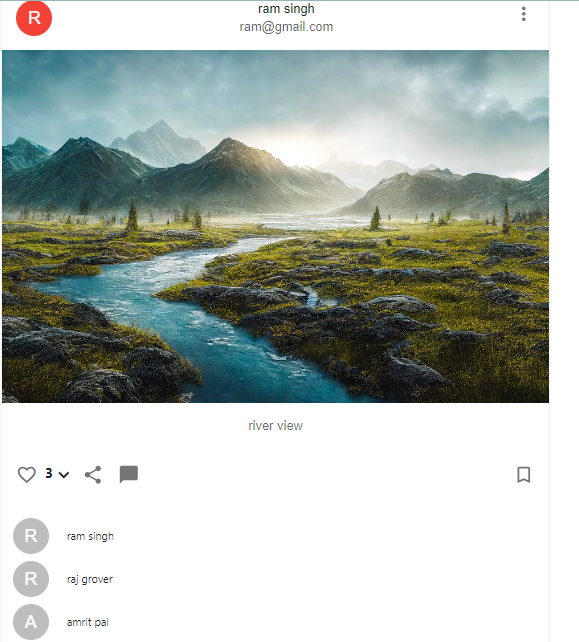 R
ram singh
ram@gmail.com
river view
3
R
ram singh
R
raj grover
A
amrit pal